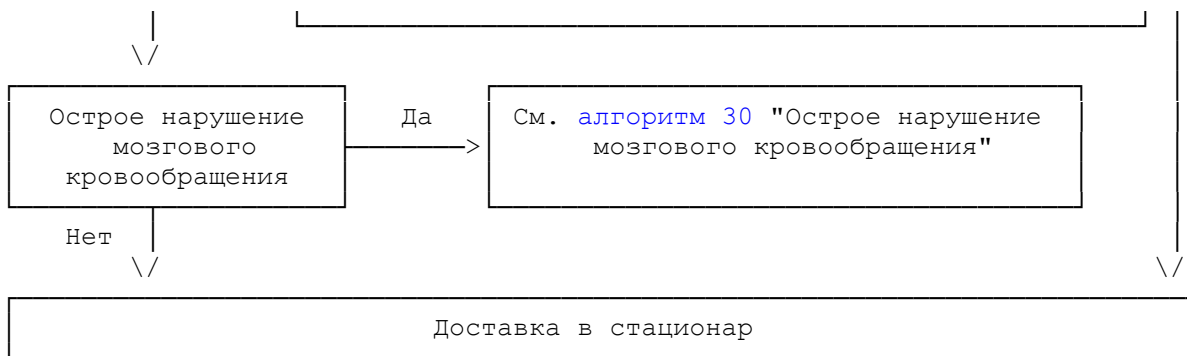 Острое нарушение Да См. алгоритм 30 "Острое нарушение
мозгового > мозгового кровообращения"
кровообращения
Нет
Доставка в стационар